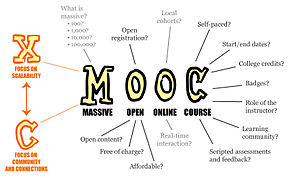 What is
massive?
• 100?
• 1,000?
• 10,000?
• 100,000?
Open
registration?
Local
cohorts?
Self-paced?
Start/end dates?
College credits?
Badges?
Role of the
instructor?
Learning
community?
Scripted assessments
and feedback?
X
FOCUS ON
SCALABILITY
C
FOCUS ON
COMMUNITY
AND CONNECTIONS
MOOC
MASSIVE OPEN ONLINE COURSE
Open content?
Free of charge?
Affordable?
Real-time
interaction?